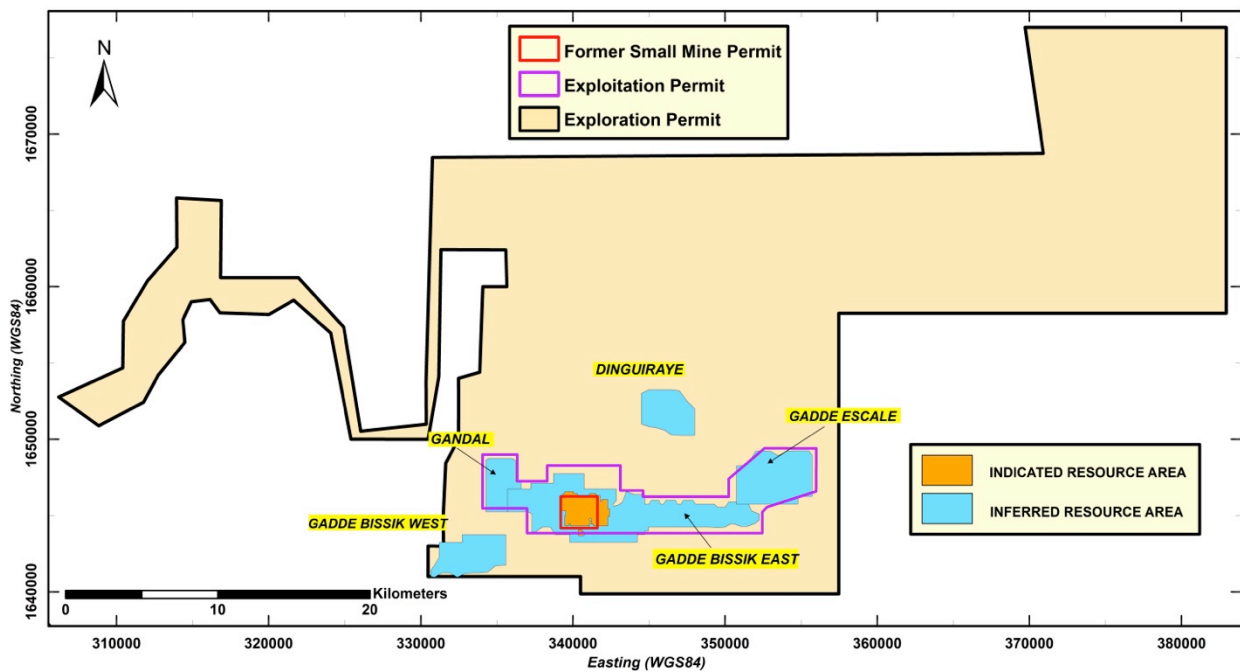 N
Former Small Mine Permit
Exploitation Permit
Exploration Permit
DINGUIRAYE
GADDE ESCALE
GANDAL
GADDE BISSIK WEST
GADDE BISSIK EAST
INDICATED RESOURCE AREA
INFERRED RESOURCE AREA
Kilometers
0 10 20
1670000
1660000
1650000
1640000
Northing (WGS84)
310000 320000 330000 340000 350000 360000 370000 380000
Easting (WGS84)